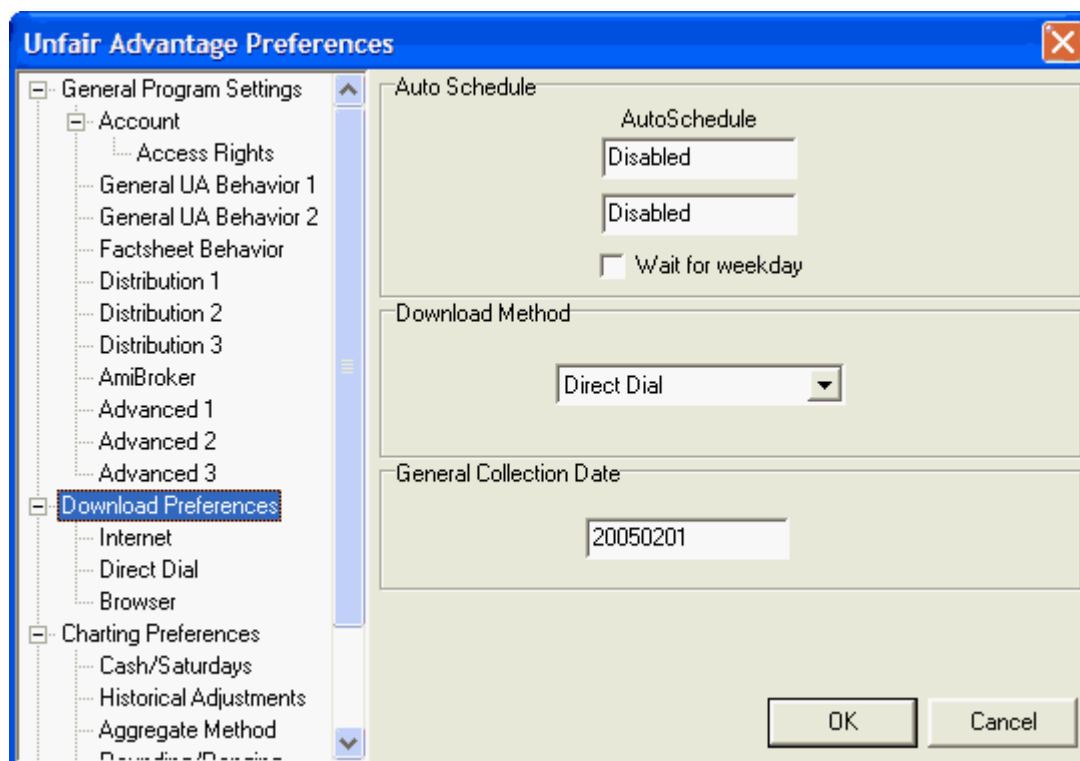 Unfair Advantage Preferences
General Program Settings
Account
Access Rights
General UA Behavior 1
General UA Behavior 2
Factsheet Behavior
Distribution 1
Distribution 2
Distribution 3
AmiBroker
Advanced 1
Advanced 2
Advanced 3
Download Preferences
Internet
Direct Dial
Browser
Charting Preferences
Cash/Saturdays
Historical Adjustments
Aggregate Method
Auto Schedule
AutoSchedule
Disabled
Disabled
Wait for weekday
Download Method
Direct Dial
General Collection Date
20050201
OK
Cancel